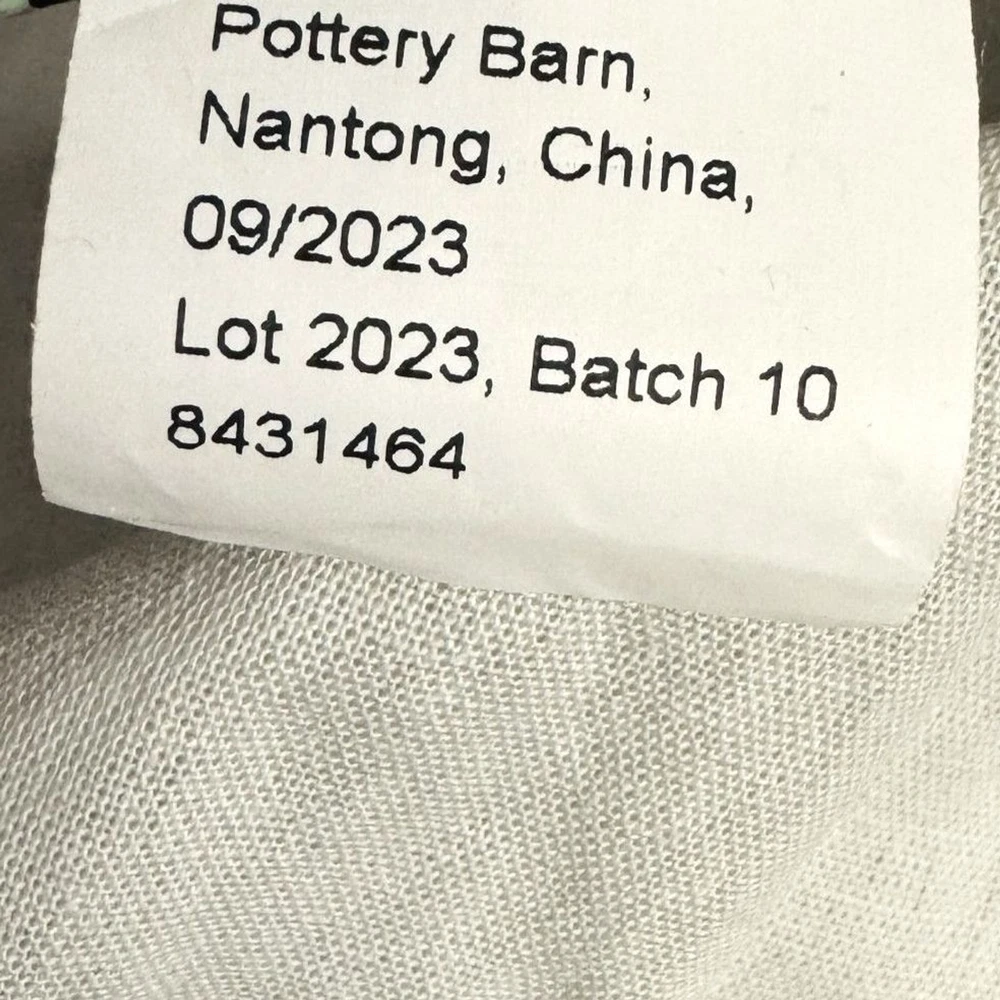 Pottery Barn,
Nantong, China,
09/2023
Lot 2023, Batch 10
8431464